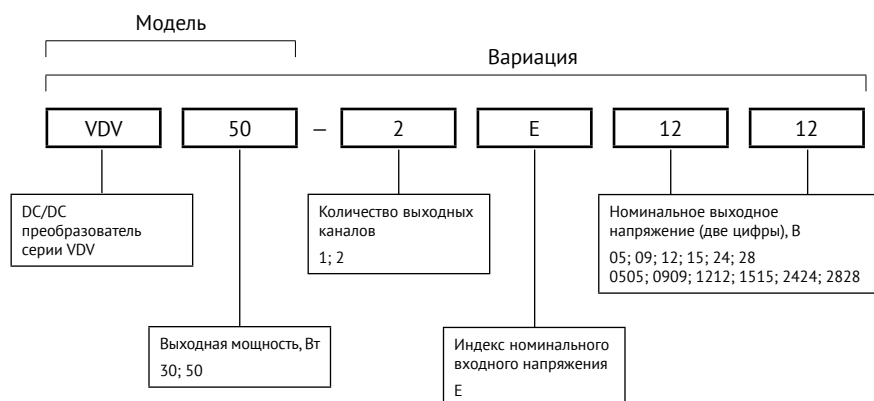 Модель
Вариация
VDV 50 – 2 E 12 12
DC/DC
преобразователь
серии VDV
Количество выходных
каналов
1; 2
Номинальное выходное
напряжение (две цифры), В
05; 09; 12; 15; 24; 28
0505; 0909; 1212; 1515; 2424; 2828
Выходная мощность, Вт
30; 50
Индекс номинального
входного напряжения
E